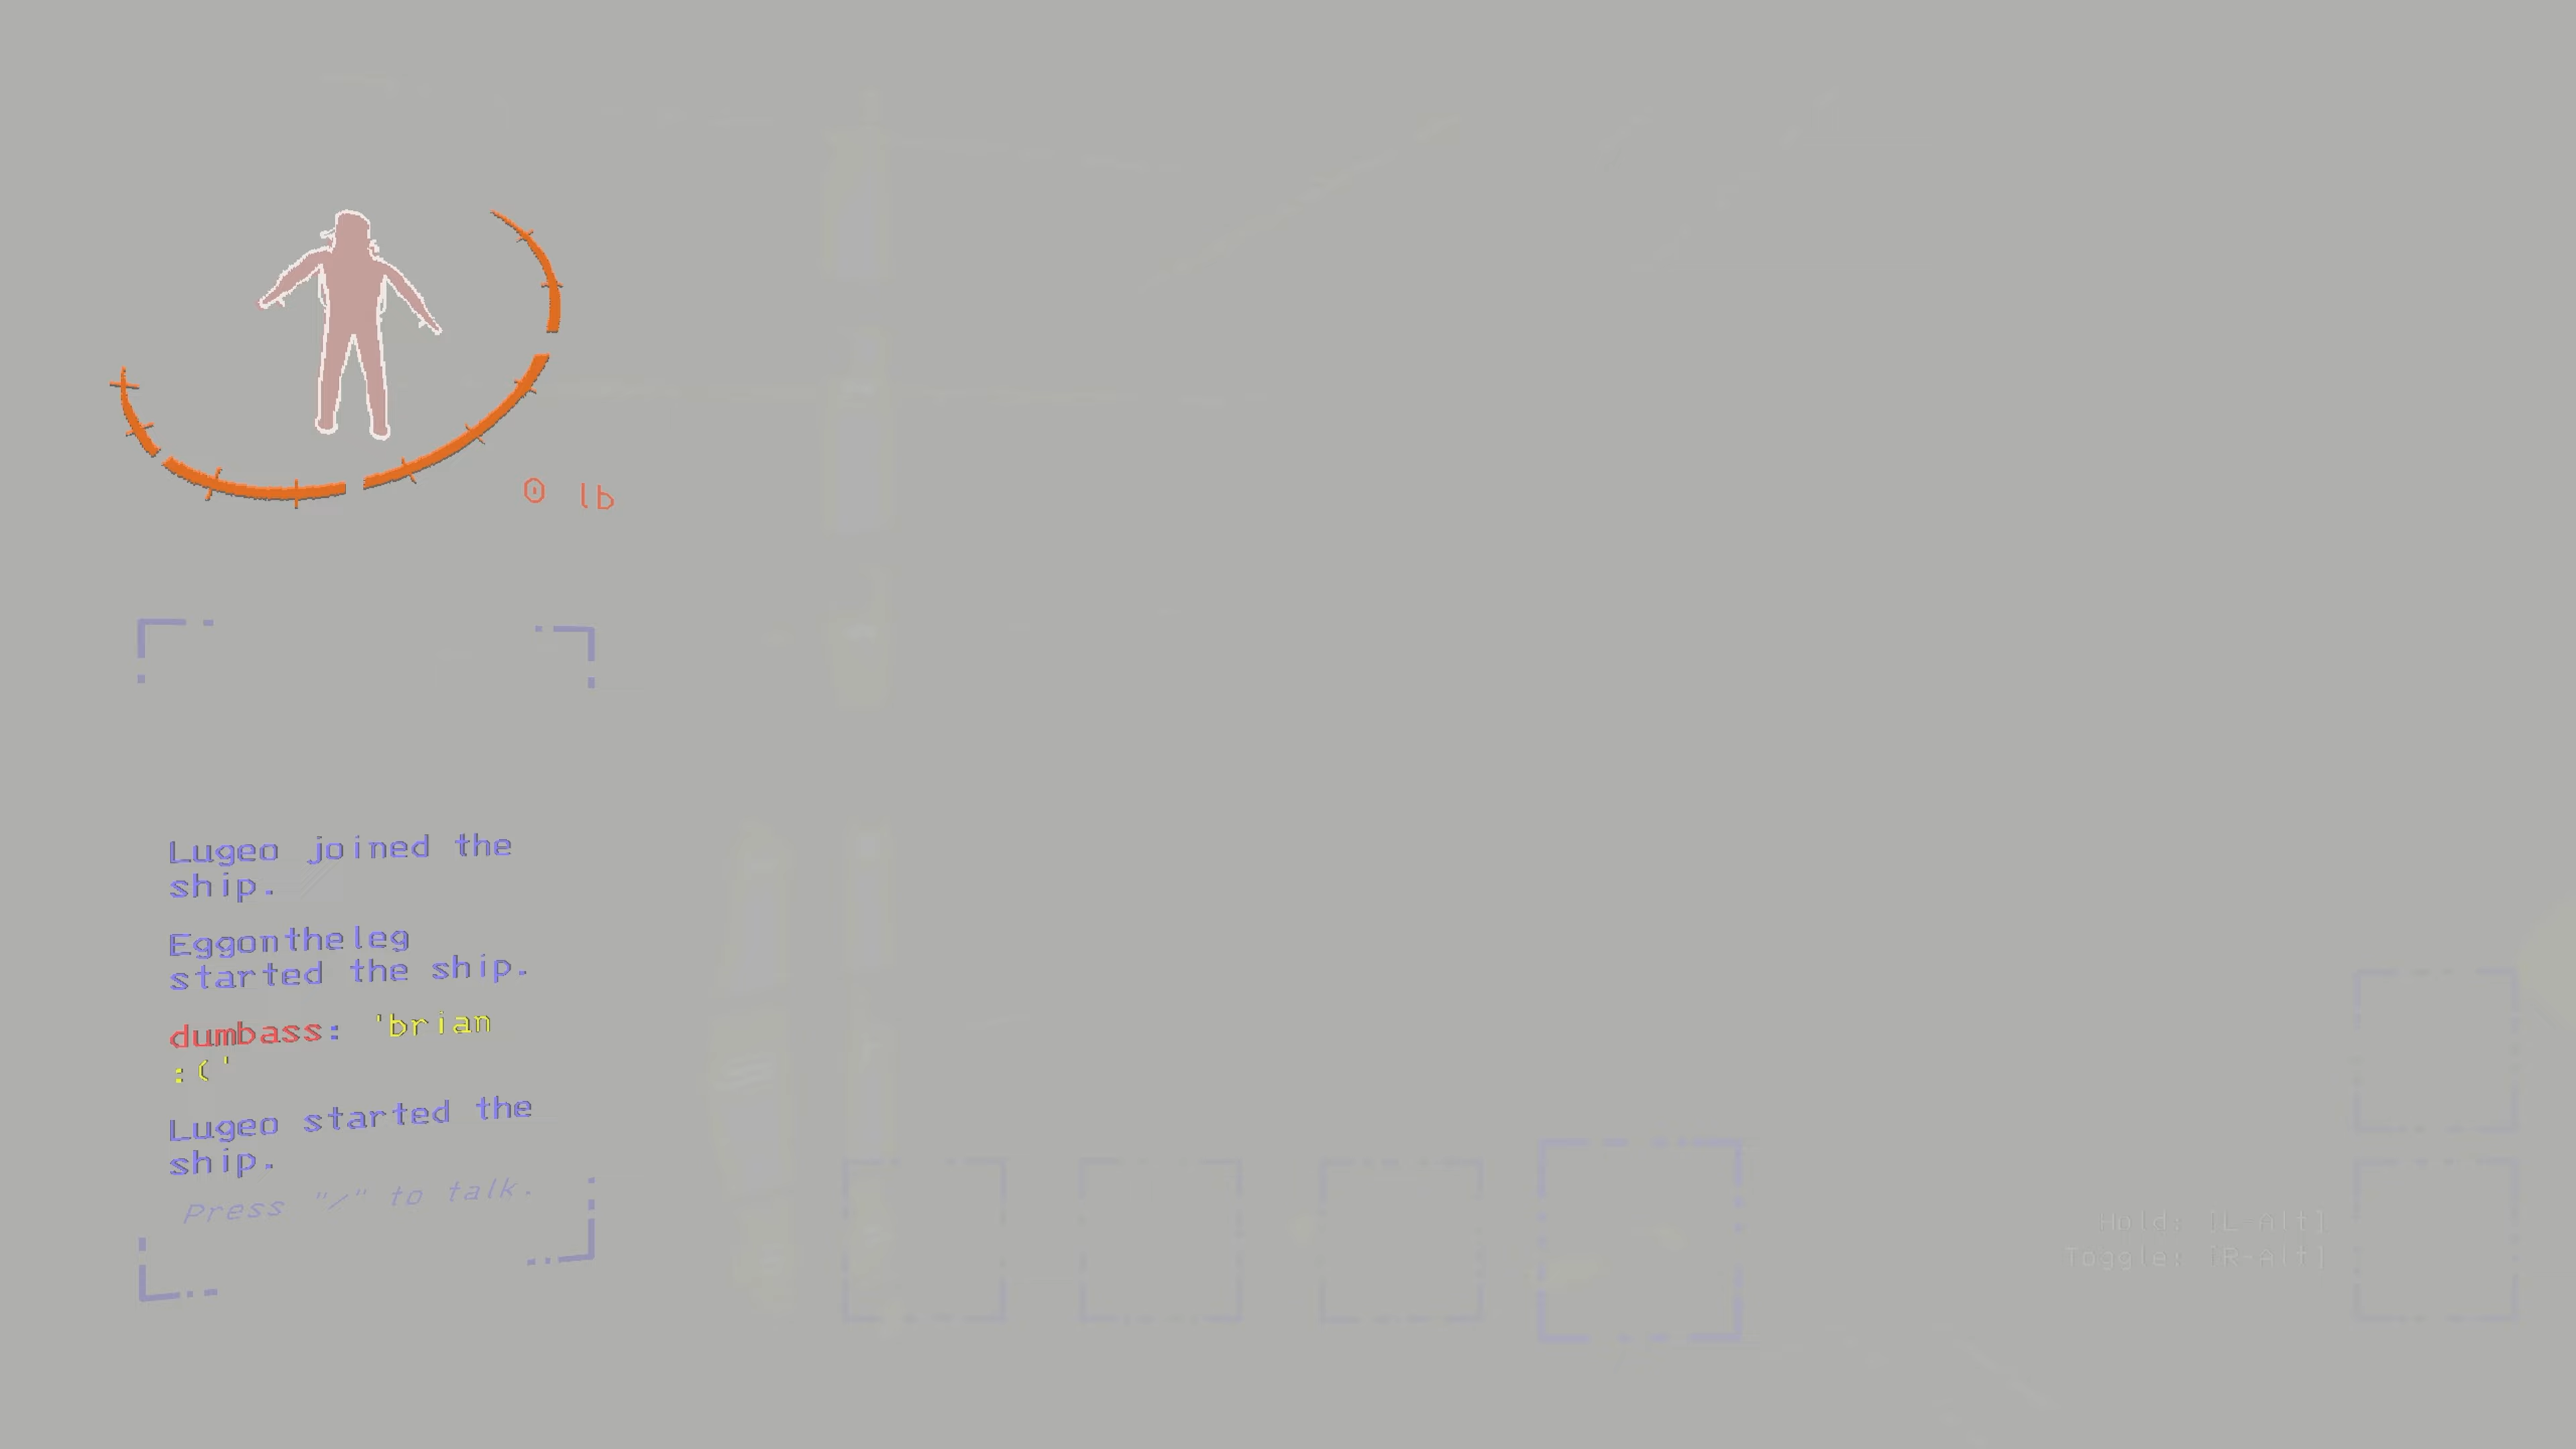 0 lb
Lugeo joined the
ship.
Eggontheleg
started the ship.
dumbass: 'brian
:('
Lugeo started the
ship.
Press "/" to talk.
Hold: [L-Alt]
Toggle: [R-Alt]